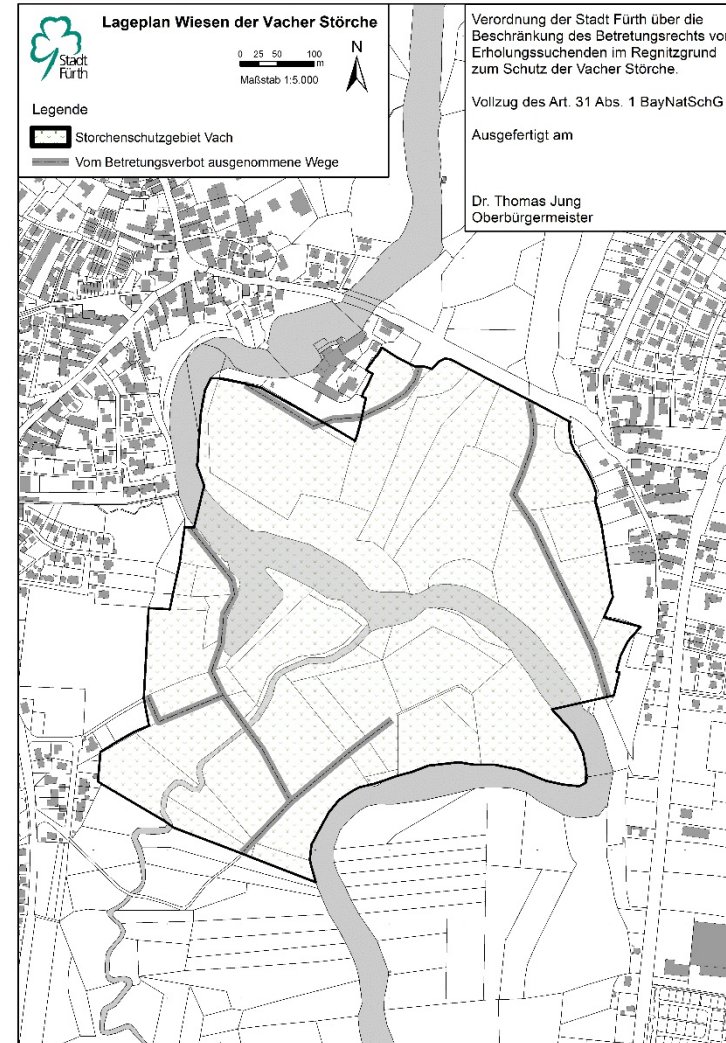 Stadt
Fürth
Lageplan Wiesen der Vacher Störche
0 25 50 100
m
Maßstab 1:5.000
N
Legende
Storchenschutzgebiet Vach
Vom Betretungsverbot ausgenommene Wege
Verordnung der Stadt Fürth über die
Beschränkung des Betretungsrechts von
Erholungssuchenden im Regnitzgrund
zum Schutz der Vacher Störche.
Vollzug des Art. 31 Abs. 1 BayNatSchG
Ausgefertigt am
Dr. Thomas Jung
Oberbürgermeister